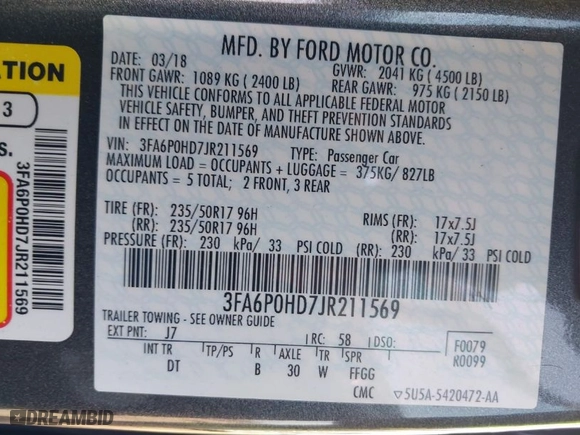 ATION
3
s.
3FA6P0HD7JR211569
MFD. BY FORD MOTOR CO.
DATE: 03/18 GVWR: 2041 KG ( 4500 LB)
FRONT GAWR: 1089 KG ( 2400 LB) REAR GAWR: 975 KG ( 2150 LB)
THIS VEHICLE CONFORMS TO ALL APPLICABLE FEDERAL MOTOR
VEHICLE SAFETY, BUMPER, AND THEFT PREVENTION STANDARDS
IN EFFECT ON THE DATE OF MANUFACTURE SHOWN ABOVE.
VIN: 3FA6P0HD7JR211569 TYPE: Passenger Car
MAXIMUM LOAD = OCCUPANTS + LUGGAGE = 375KG/ 827LB
OCCUPANTS = 5 TOTAL; 2 FRONT, 3 REAR
TIRE (FR): 235/50R17 96H RIMS (FR): 17x7.5J
(RR): 235/50R17 96H (RR): 17x7.5J
PRESSURE (FR): 230 kPa/ 33 PSI COLD (RR): 230 kPa/ 33 PSI COLD
3FA6P0HD7JR211569
TRAILER TOWING - SEE OWNER GUIDE
EXT PNT: J7 RC: 58 DSO: F0079
R0099
INT TR TP/PS R AXLE TR SPR
DT B 30 W FFGG
CMC ▽5U5A-5420472-AA
DREAMBID